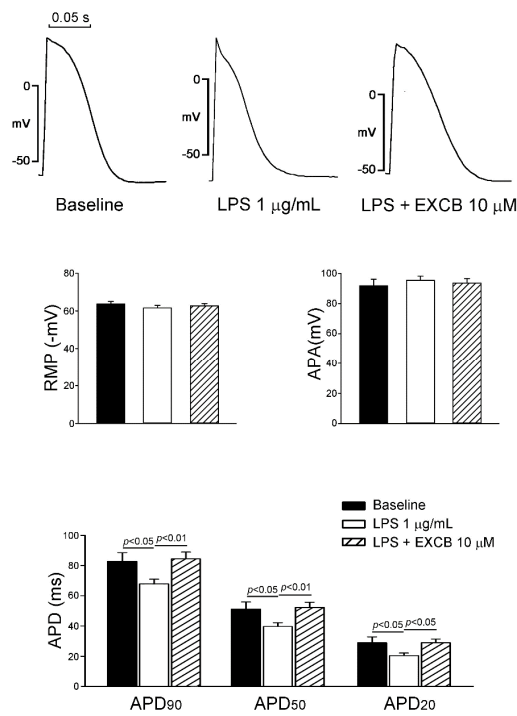 0.05 s
0
mV
-50
0
mV
-50
0
mV
-50
Baseline
LPS 1 μg/mL
LPS + EXCB 10 μM
80
60
40
20
0
RMP (-mV)
120
100
80
60
40
20
0
APA(mV)
Baseline
LPS 1 μg/mL
LPS + EXCB 10 μM
100
80
60
40
20
0
APD (ms)
p<0.05
p<0.01
p<0.05
p<0.01
p<0.05
p<0.05
APD90
APD50
APD20